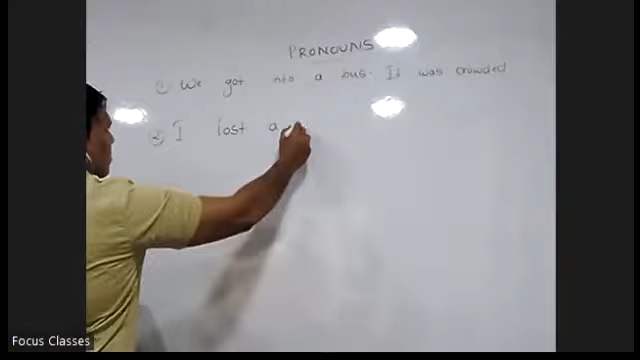 PRONOUNS
① We got into a bus. It was crowded
② I lost a
Focus Classes